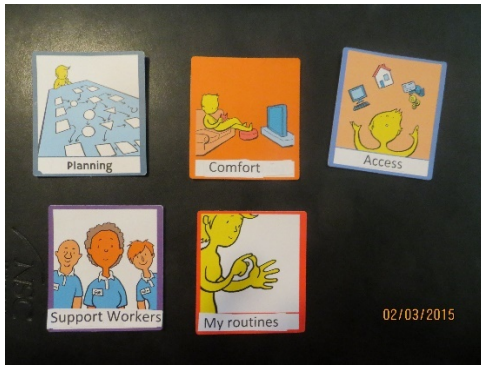 Planning
Comfort
Access
Support Workers
My routines
02/03/2015